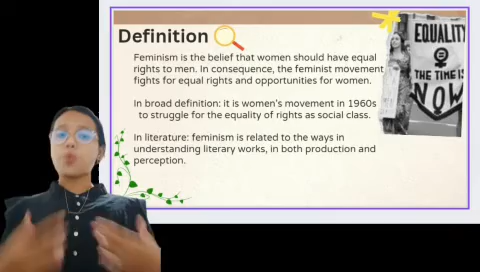 Definition
Feminism is the belief that women should have equal
rights to men. In consequence, the feminist movement
fights for equal rights and opportunities for women.
In broad definition: it is women's movement in 1960s
to struggle for the equality of rights as social class.
In literature: feminism is related to the ways in
understanding literary works, in both production and
perception.
EQUALITY
THE TIME IS
NOW